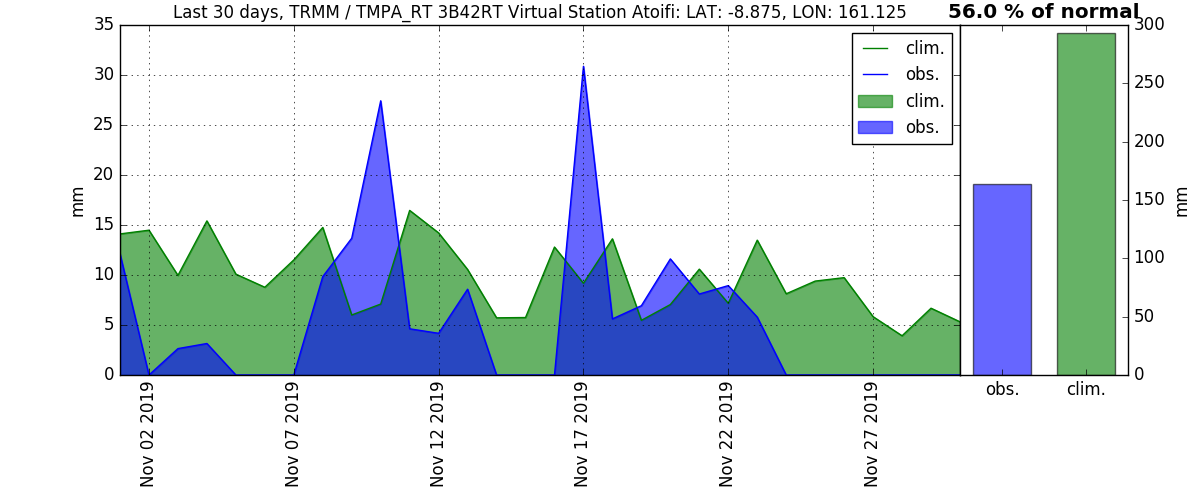 Last 30 days, TRMM / TMPA_RT 3B42RT Virtual Station Atoifi: LAT: -8.875, LON: 161.125
56.0 % of normal
35
30
25
20
15
10
5
0
mm
clim.
obs.
clim.
obs.
Nov 02 2019
Nov 07 2019
Nov 12 2019
Nov 17 2019
Nov 22 2019
Nov 27 2019
300
250
200
150
100
50
0
mm
obs.
clim.